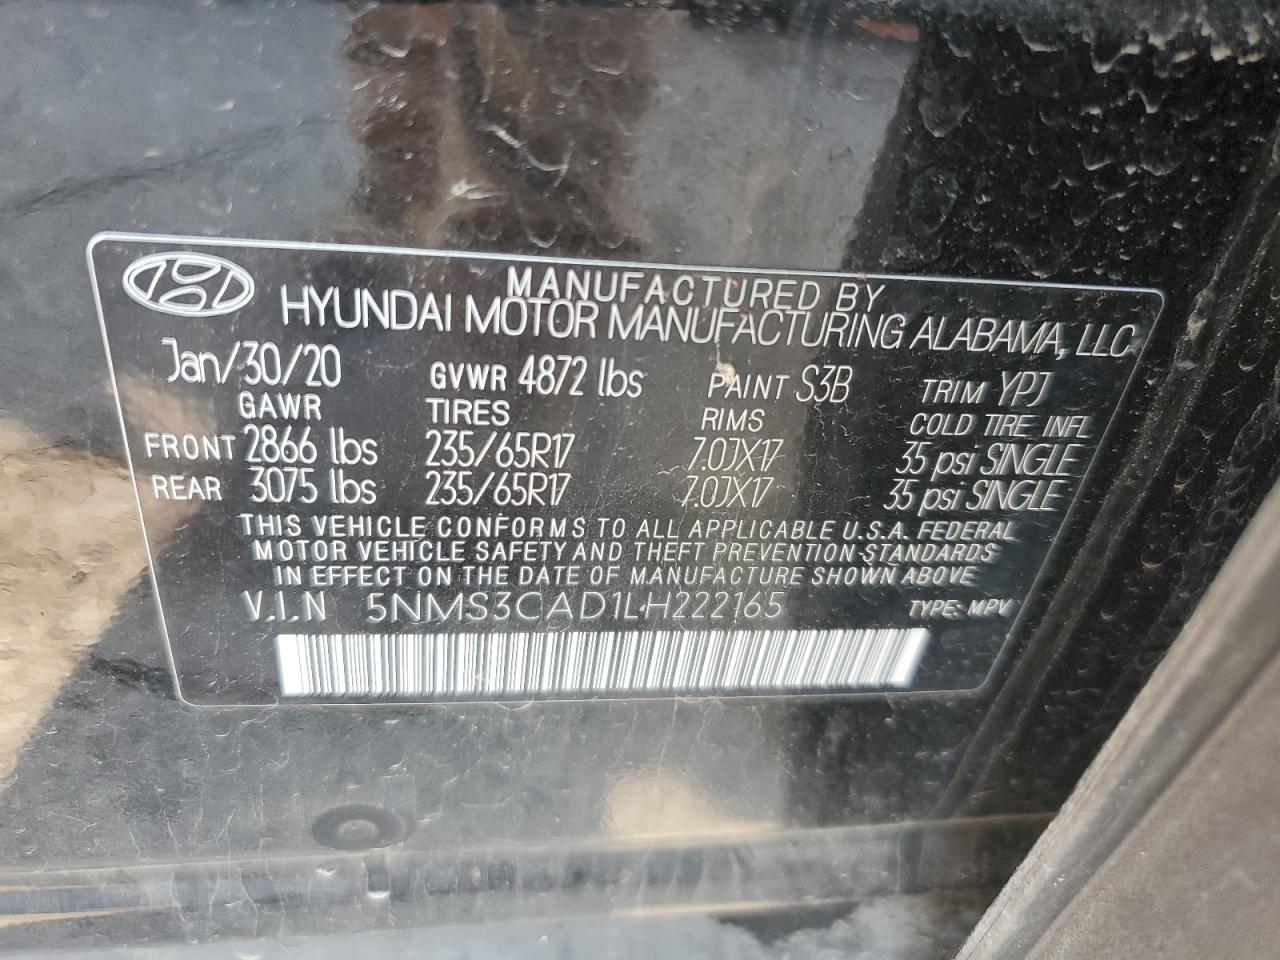 MANUFACTURED BY
HYUNDAI MOTOR MANUFACTURING ALABAMA, LLC
Jan/30/20 GVWR 4872 lbs PAINT S3B TRIM YPJ
GAWR TIRES RIMS COLD TIRE INFL
FRONT 2866 lbs 235/65R17 7.0JX17 35 psi SINGLE
REAR 3075 lbs 235/65R17 7.0JX17 35 psi SINGLE
THIS VEHICLE CONFORMS TO ALL APPLICABLE U.S.A. FEDERAL
MOTOR VEHICLE SAFETY AND THEFT PREVENTION STANDARDS
IN EFFECT ON THE DATE OF MANUFACTURE SHOWN ABOVE
V.I.N 5NMS3CAD1LH222165 TYPE: MPV